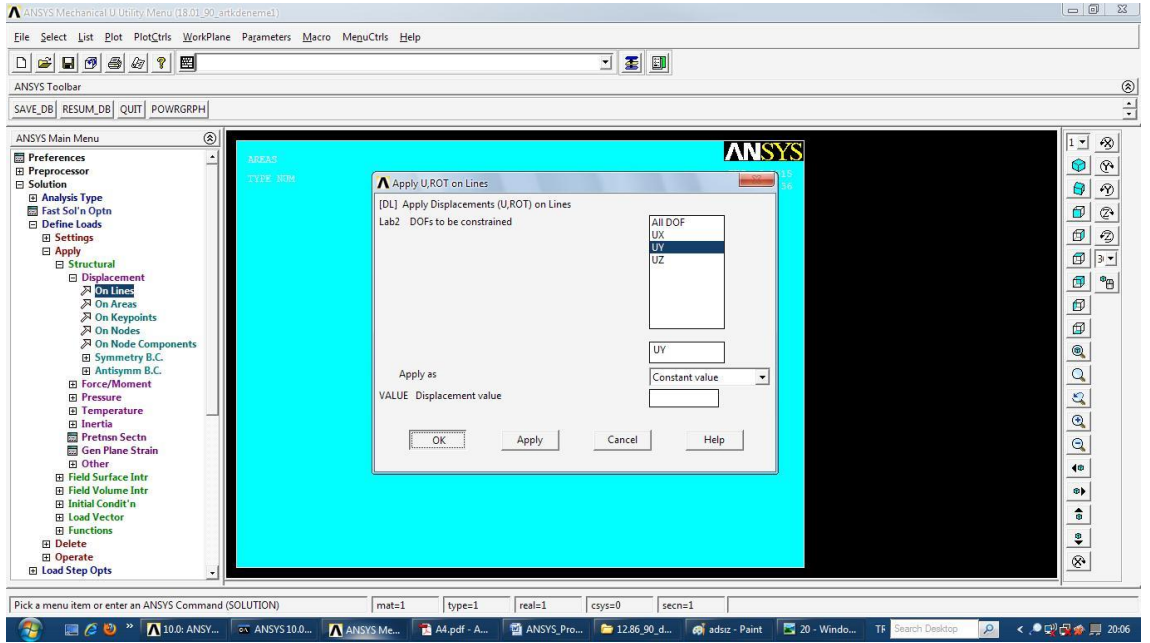 ANSYS Mechanical U Utility Menu (18.01_90_artkdeneme1)
File Select List Plot PlotCtrls WorkPlane Parameters Macro MenuCtrls Help
ANSYS Toolbar
SAVE_DB RESUM_DB QUIT POWRGRPH
ANSYS Main Menu
Preferences
Preprocessor
Solution
Analysis Type
Fast Sol'n Optn
Define Loads
Settings
Apply
Structural
Displacement
On Lines
On Areas
On Keypoints
On Nodes
On Node Components
Symmetry B.C.
Antisymm B.C.
Force/Moment
Pressure
Temperature
Inertia
Pretnsn Sectn
Gen Plane Strain
Other
Field Surface Intr
Field Volume Intr
Initial Condit'n
Load Vector
Functions
Delete
Operate
Load Step Opts
AREAS
TYPE NUM
ANSYS
15
36
Apply U,ROT on Lines
[DL] Apply Displacements (U,ROT) on Lines
Lab2 DOFs to be constrained
All DOF
UX
UY
UZ
UY
Apply as Constant value
VALUE Displacement value
OK Apply Cancel Help
1
3
Pick a menu item or enter an ANSYS Command (SOLUTION) mat=1 type=1 real=1 csys=0 secn=1
10.0: ANSY... ANSYS 10.0... ANSYS Me... A4.pdf - A... ANSYS_Pro... 12.86_90_d... adsız - Paint 20 - Windo... TR Search Desktop 20:06